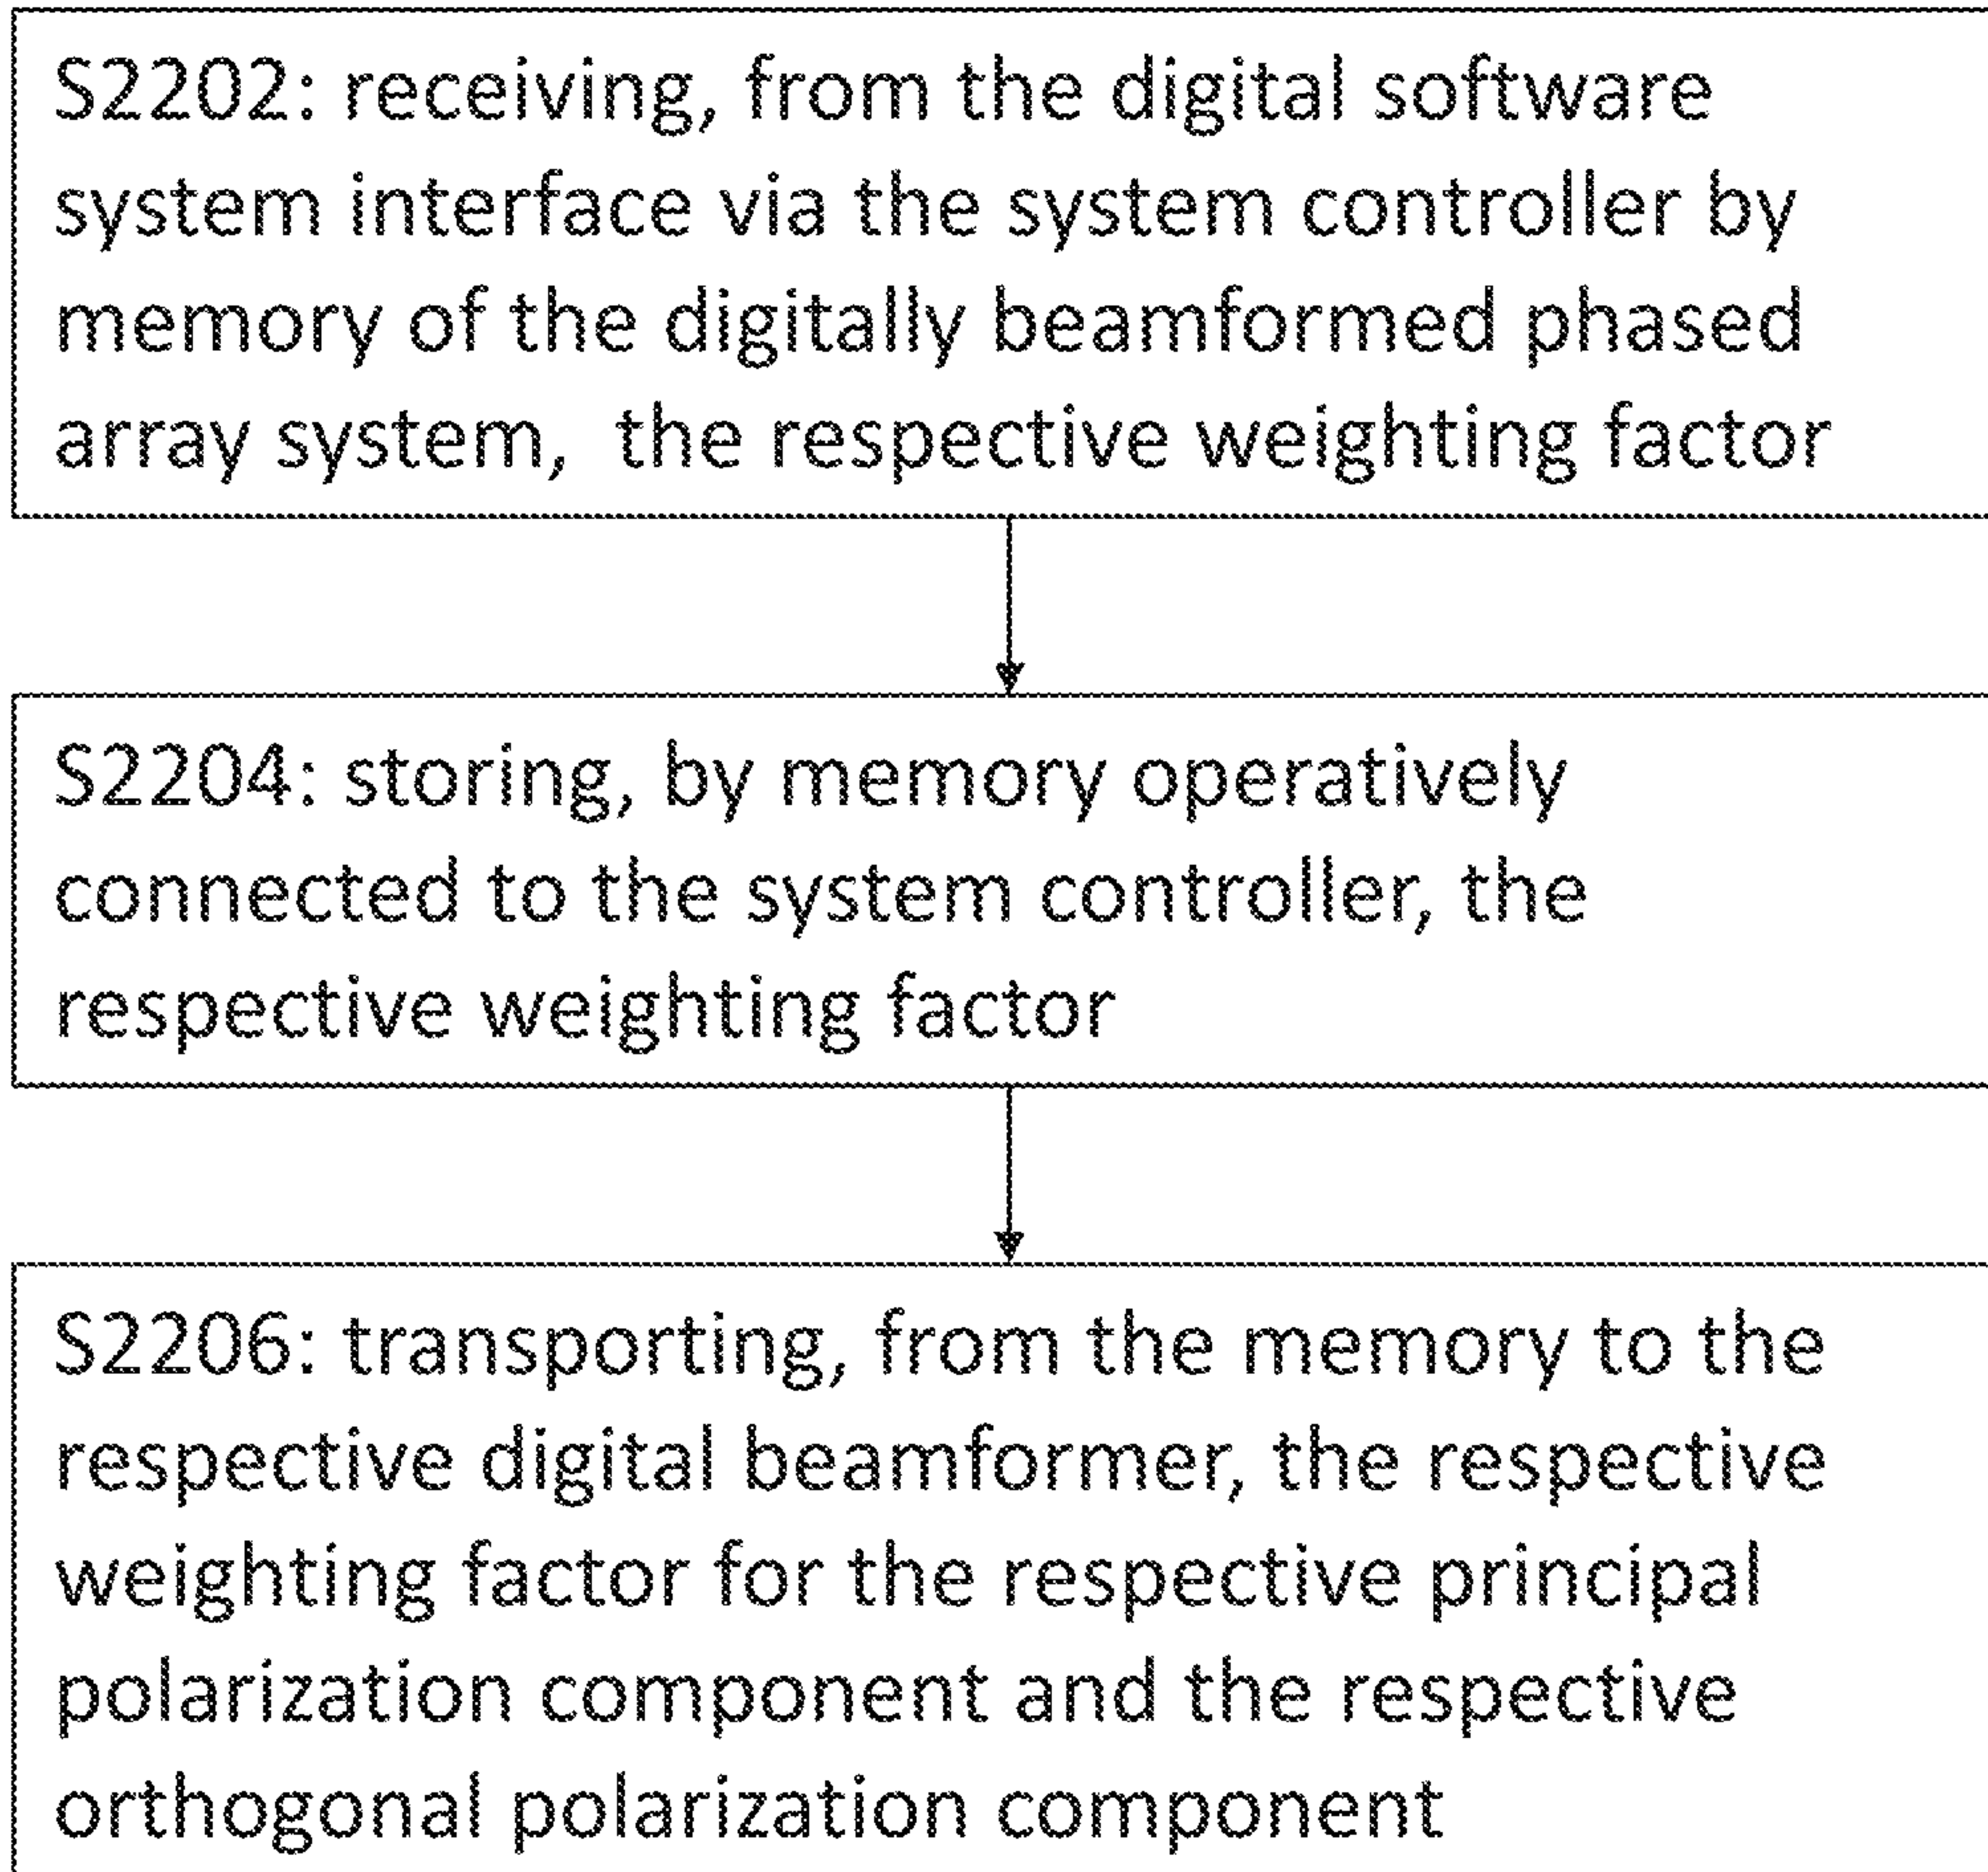 S2202: receiving, from the digital software
system interface via the system controller by
memory of the digitally beamformed phased
array system,  the respective weighting factor
S2204: storing, by memory operatively
connected to the system controller, the
respective weighting factor
S2206: transporting, from the memory to the
respective digital beamformer, the respective
weighting factor for the respective principal
polarization component and the respective
orthogonal polarization component